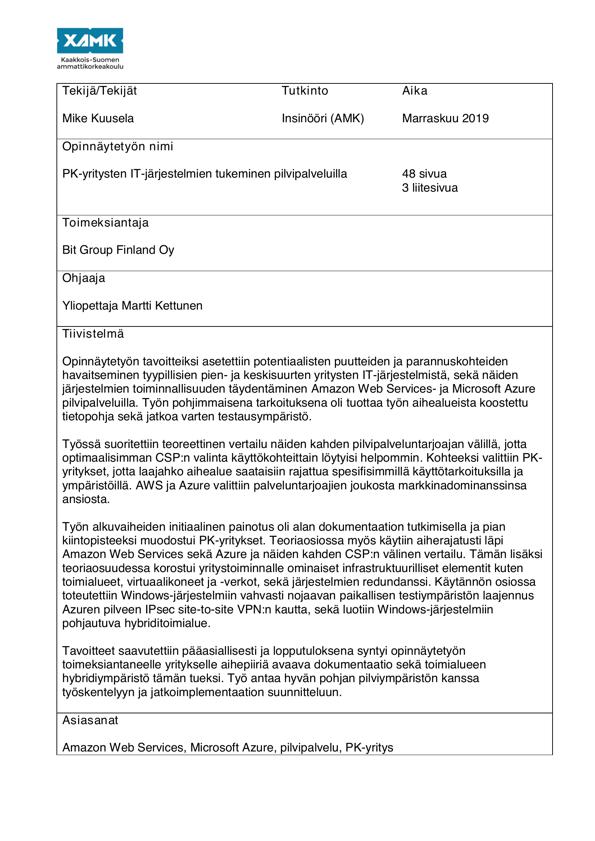 XAMK
Kaakkois-Suomen
ammattikorkeakoulu
Tekijä/Tekijät Tutkinto Aika
Mike Kuusela Insinööri (AMK) Marraskuu 2019
Opinnäytetyön nimi
PK-yritysten IT-järjestelmien tukeminen pilvipalveluilla 48 sivua
3 liitesivua
Toimeksiantaja
Bit Group Finland Oy
Ohjaaja
Yliopettaja Martti Kettunen
Tiivistelmä
Opinnäytetyön tavoitteiksi asetettiin potentiaalisten puutteiden ja parannuskohteiden
havaitseminen tyypillisien pien- ja keskisuurten yritysten IT-järjestelmistä, sekä näiden
järjestelmien toiminnallisuuden täydentäminen Amazon Web Services- ja Microsoft Azure
pilvipalveluilla. Työn pohjimmaisena tarkoituksena oli tuottaa työn aihealueista koostettu
tietopohja sekä jatkoa varten testausympäristö.
Työssä suoritettiin teoreettinen vertailu näiden kahden pilvipalveluntarjoajan välillä, jotta
optimaalisimman CSP:n valinta käyttökohteittain löytyisi helpommin. Kohteeksi valittiin PK-
yritykset, jotta laajahko aihealue saataisiin rajattua spesifisimmillä käyttötarkoituksilla ja
ympäristöillä. AWS ja Azure valittiin palveluntarjoajien joukosta markkinadominanssinsa
ansiosta.
Työn alkuvaiheiden initiaalinen painotus oli alan dokumentaation tutkimisella ja pian
kiintopisteeksi muodostui PK-yritykset. Teoriaosiossa myös käytiin aiherajatusti läpi
Amazon Web Services sekä Azure ja näiden kahden CSP:n välinen vertailu. Tämän lisäksi
teoriaosuudessa korostui yritystoiminnalle ominaiset infrastruktuurilliset elementit kuten
toimialueet, virtuaalikoneet ja -verkot, sekä järjestelmien redundanssi. Käytännön osiossa
toteutettiin Windows-järjestelmiin vahvasti nojaavan paikallisen testiympäristön laajennus
Azuren pilveen IPsec site-to-site VPN:n kautta, sekä luotiin Windows-järjestelmiin
pohjautuva hybriditoimialue.
Tavoitteet saavutettiin pääasiallisesti ja lopputuloksena syntyi opinnäytetyön
toimeksiantaneelle yritykselle aihepiiriä avaava dokumentaatio sekä toimialueen
hybridiympäristö tämän tueksi. Työ antaa hyvän pohjan pilviympäristön kanssa
työskentelyyn ja jatkoimplementaation suunnitteluun.
Asiasanat
Amazon Web Services, Microsoft Azure, pilvipalvelu, PK-yritys